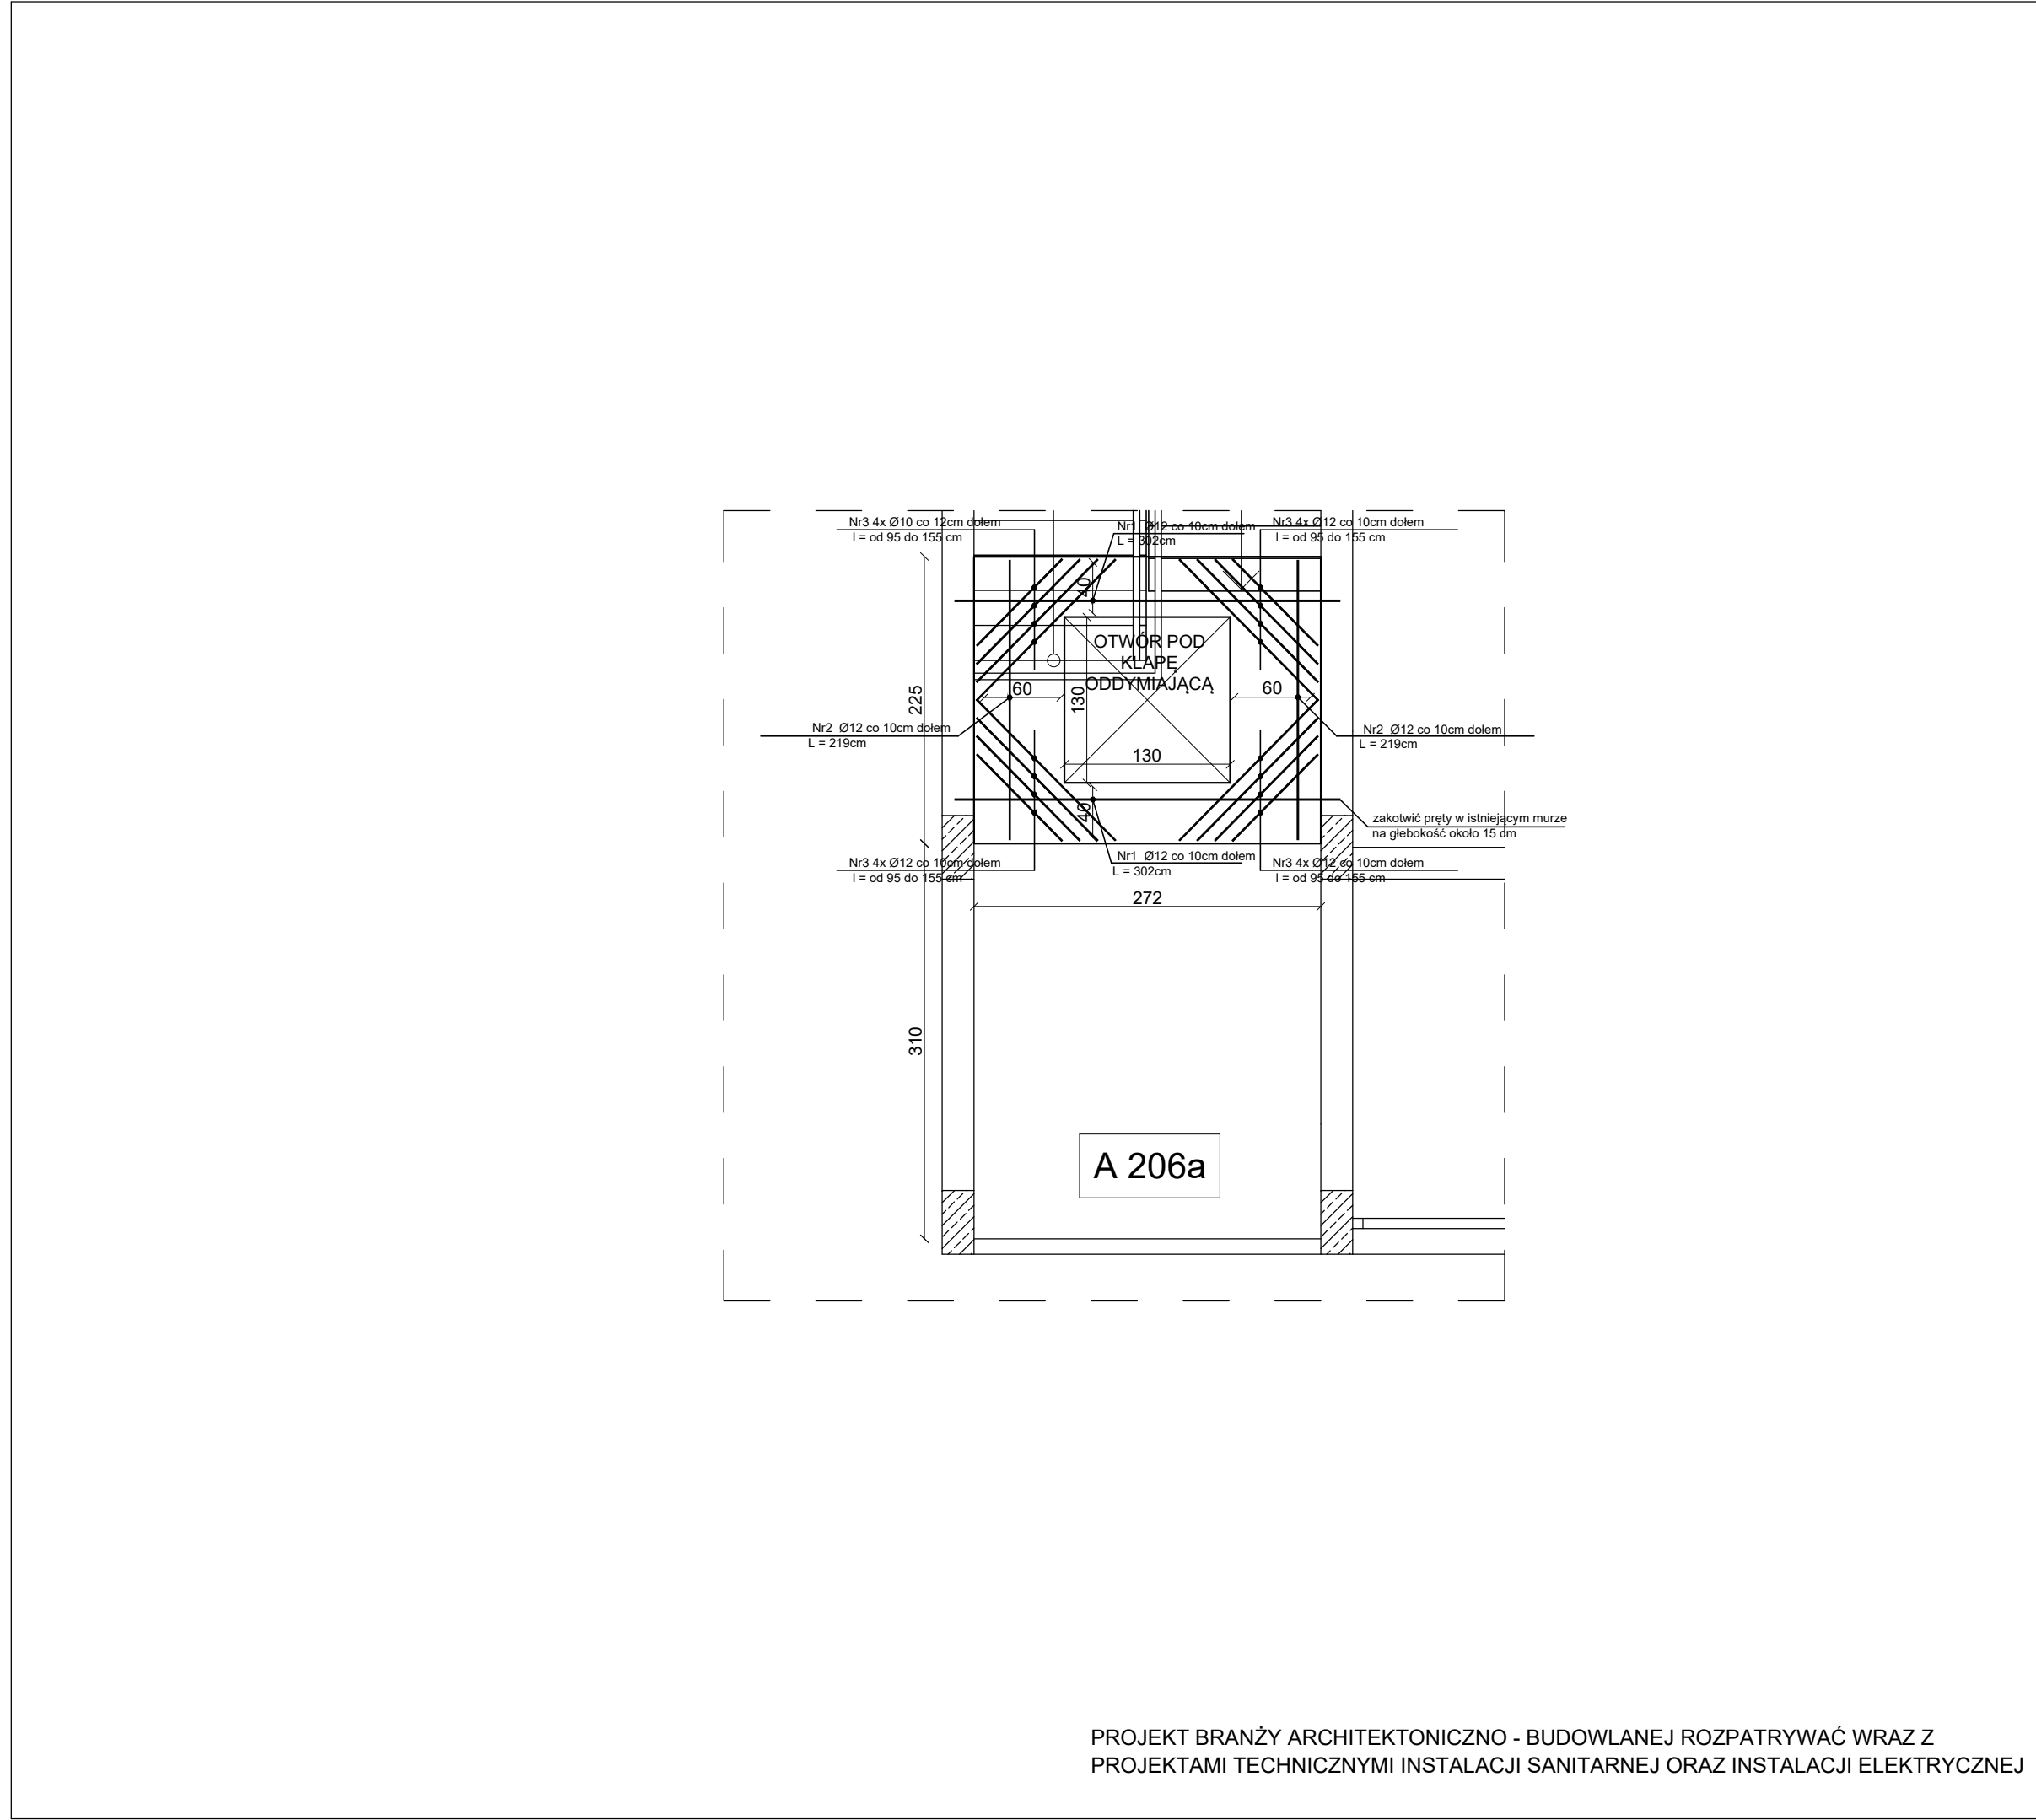 Nr3 4x Ø10 co 12cm dołem
l = od 95 do 155 cm
Nr1 Ø12 co 10cm dołem
L = 302cm
Nr3 4x Ø12 co 10cm dołem
l = od 95 do 155 cm
40
OTWÓR POD
KLAPĘ
ODDYMIAJĄCĄ
60
130
60
225
Nr2 Ø12 co 10cm dołem
L = 219cm
Nr2 Ø12 co 10cm dołem
L = 219cm
130
40
zakotwić pręty w istniejącym murze
na głebokość około 15 cm
Nr3 4x Ø12 co 10cm dołem
l = od 95 do 155 cm
Nr1 Ø12 co 10cm dołem
L = 302cm
Nr3 4x Ø12 co 10cm dołem
l = od 95 do 155 cm
272
310
A 206a
PROJEKT BRANŻY ARCHITEKTONICZNO - BUDOWLANEJ ROZPATRYWAĆ WRAZ Z
PROJEKTAMI TECHNICZNYMI INSTALACJI SANITARNEJ ORAZ INSTALACJI ELEKTRYCZNEJ